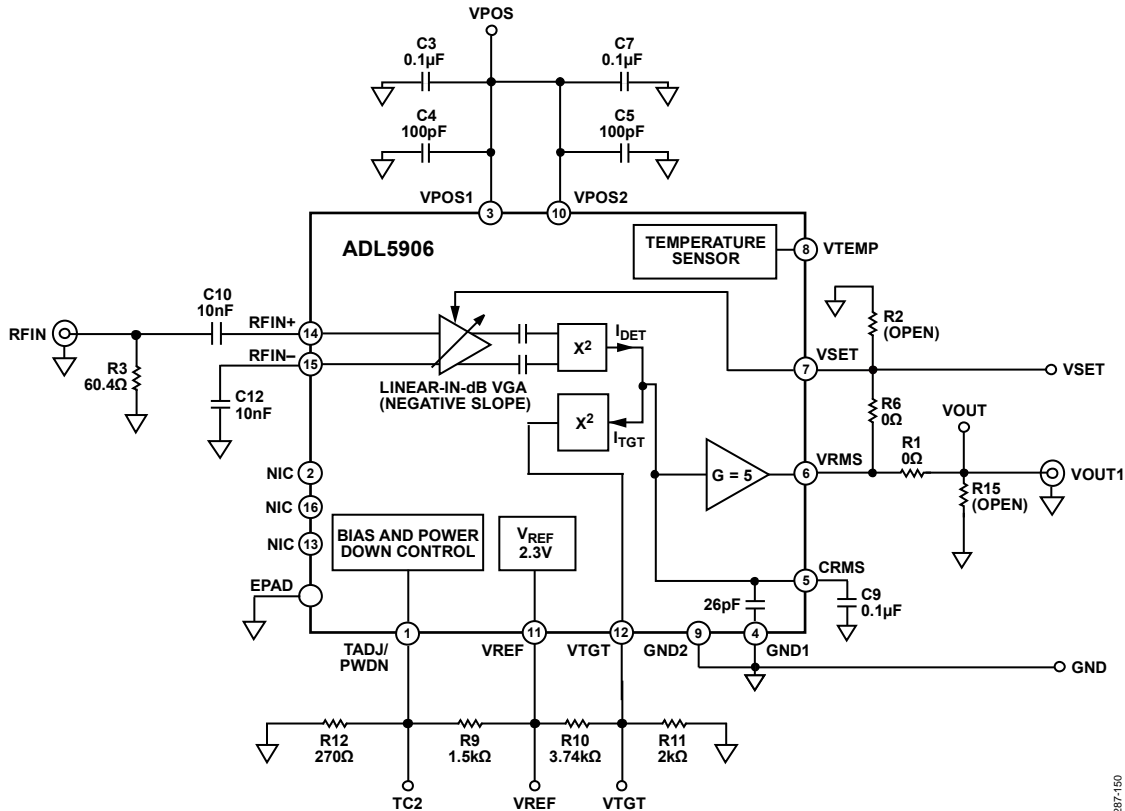 VPOS
C3
0.1µF
C7
0.1µF
C4
100pF
C5
100pF
VPOS1
3
VPOS2
10
ADL5906
TEMPERATURE
SENSOR
8
VTEMP
C10
10nF
RFIN
RFIN+
14
RFIN–
15
R3
60.4Ω
C12
10nF
LINEAR-IN-dB VGA
(NEGATIVE SLOPE)
X²
IDET
X²
ITGT
R2
(OPEN)
VSET
7
VSET
R6
0Ω
VOUT
R1
0Ω
VRMS
6
G = 5
VOUT1
R15
(OPEN)
NIC
2
NIC
16
NIC
13
EPAD
BIAS AND POWER
DOWN CONTROL
VREF
2.3V
CRMS
5
26pF
C9
0.1µF
1
11
12
9
4
TADJ/
PWDN
VREF
VTGT
GND2
GND1
GND
R12
270Ω
R9
1.5kΩ
R10
3.74kΩ
R11
2kΩ
TC2
VREF
VTGT
287-150